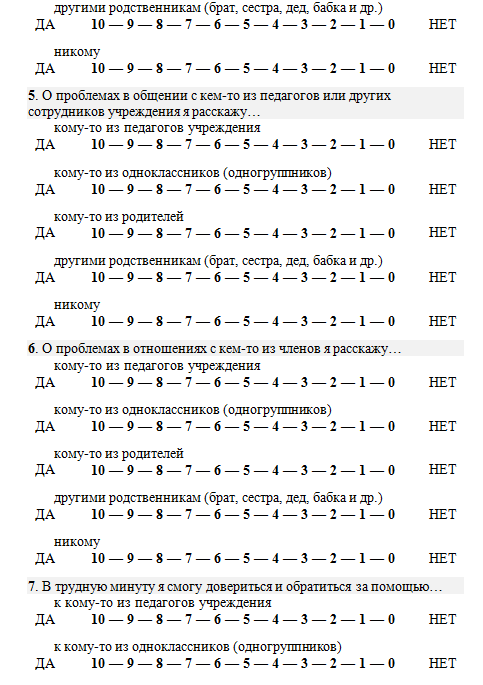 другими родственникам (брат, сестра, дед, бабка и др.)
ДА 10 — 9 — 8 — 7 — 6 — 5 — 4 — 3 — 2 — 1 — 0 НЕТ
никому
ДА 10 — 9 — 8 — 7 — 6 — 5 — 4 — 3 — 2 — 1 — 0 НЕТ
5. О проблемах в общении с кем-то из педагогов или других
сотрудников учреждения я расскажу…
кому-то из педагогов учреждения
ДА 10 — 9 — 8 — 7 — 6 — 5 — 4 — 3 — 2 — 1 — 0 НЕТ
кому-то из одноклассников (одногруппников)
ДА 10 — 9 — 8 — 7 — 6 — 5 — 4 — 3 — 2 — 1 — 0 НЕТ
кому-то из родителей
ДА 10 — 9 — 8 — 7 — 6 — 5 — 4 — 3 — 2 — 1 — 0 НЕТ
другими родственникам (брат, сестра, дед, бабка и др.)
ДА 10 — 9 — 8 — 7 — 6 — 5 — 4 — 3 — 2 — 1 — 0 НЕТ
никому
ДА 10 — 9 — 8 — 7 — 6 — 5 — 4 — 3 — 2 — 1 — 0 НЕТ
6. О проблемах в отношениях с кем-то из членов я расскажу…
кому-то из педагогов учреждения
ДА 10 — 9 — 8 — 7 — 6 — 5 — 4 — 3 — 2 — 1 — 0 НЕТ
кому-то из одноклассников (одногруппников)
ДА 10 — 9 — 8 — 7 — 6 — 5 — 4 — 3 — 2 — 1 — 0 НЕТ
кому-то из родителей
ДА 10 — 9 — 8 — 7 — 6 — 5 — 4 — 3 — 2 — 1 — 0 НЕТ
другими родственникам (брат, сестра, дед, бабка и др.)
ДА 10 — 9 — 8 — 7 — 6 — 5 — 4 — 3 — 2 — 1 — 0 НЕТ
никому
ДА 10 — 9 — 8 — 7 — 6 — 5 — 4 — 3 — 2 — 1 — 0 НЕТ
7. В трудную минуту я смогу довериться и обратиться за помощью…
к кому-то из педагогов учреждения
ДА 10 — 9 — 8 — 7 — 6 — 5 — 4 — 3 — 2 — 1 — 0 НЕТ
к кому-то из одноклассников (одногруппников)
ДА 10 — 9 — 8 — 7 — 6 — 5 — 4 — 3 — 2 — 1 — 0 НЕТ